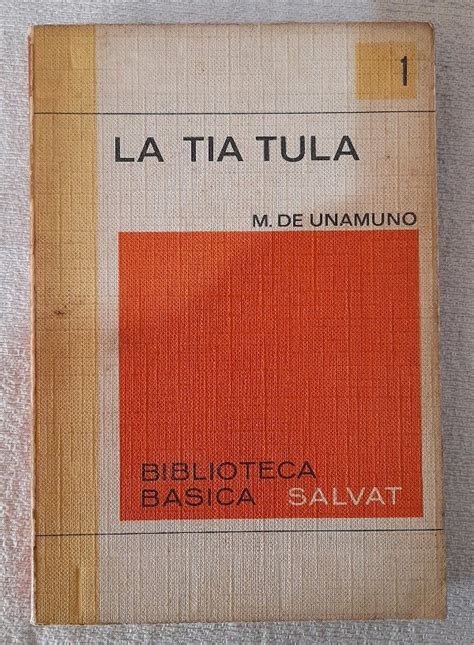 1
LA TIA TULA
M. DE UNAMUNO
BIBLIOTECA
BASICA SALVAT